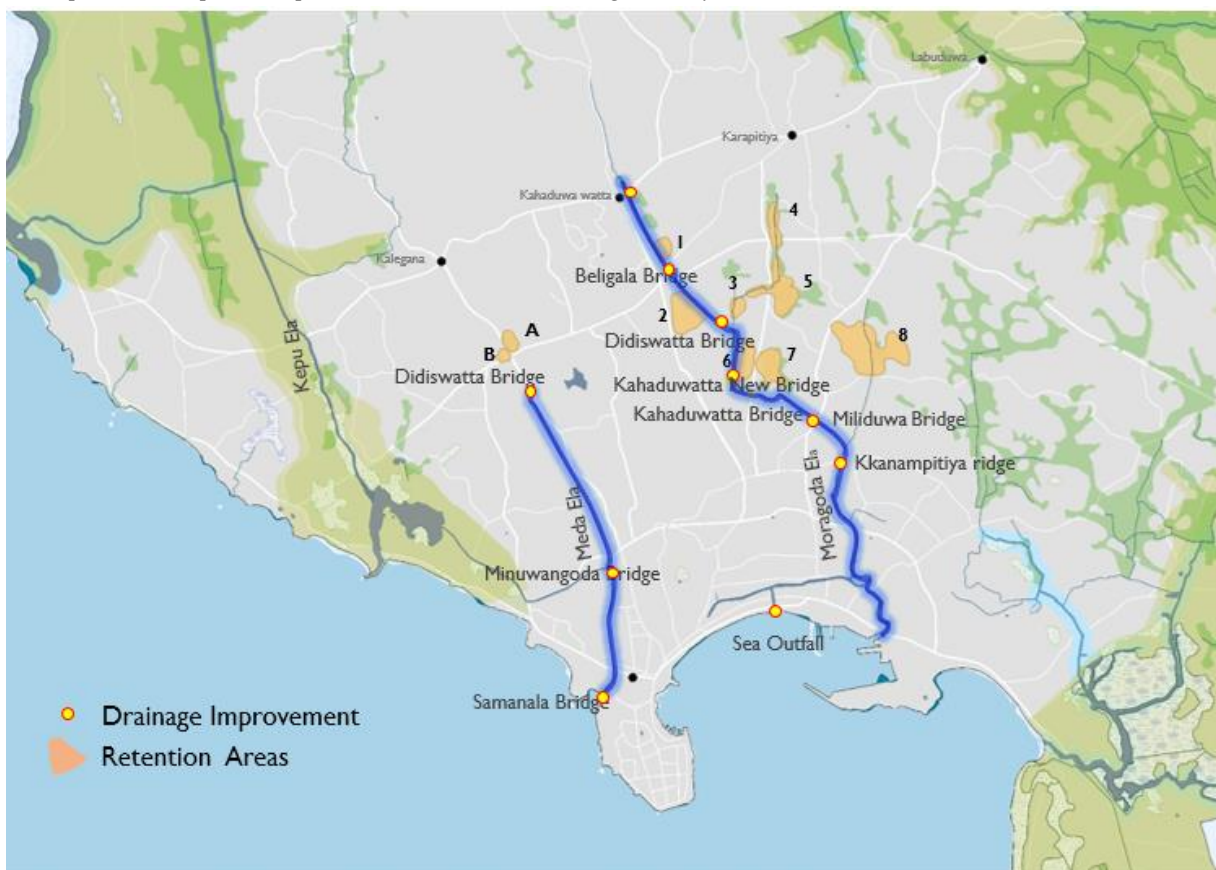 Labuduwa
Karapitiya
Kahaduwa watta
4
1
Kalegana
Beligala Bridge
3
5
2
A
Didiswatta Bridge
8
B
7
Kepu Ela
Didiswatta Bridge
6
Kahaduwatta New Bridge
Kahaduwatta Bridge
Miliduwa Bridge
Kkanampitiya ridge
Moragoda Ela
Meda Ela
Minuwangoda Bridge
Sea Outfall
Samanala Bridge
Drainage Improvement
Retention Areas